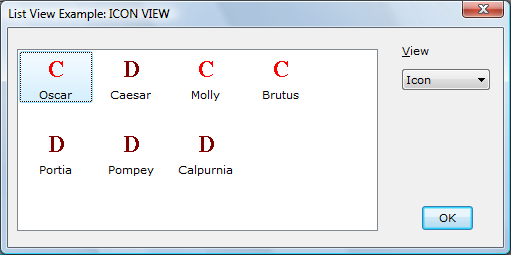 List View Example: ICON VIEW
View
Icon
C D C C
Oscar Caesar Molly Brutus
D D D
Portia Pompey Calpurnia
OK